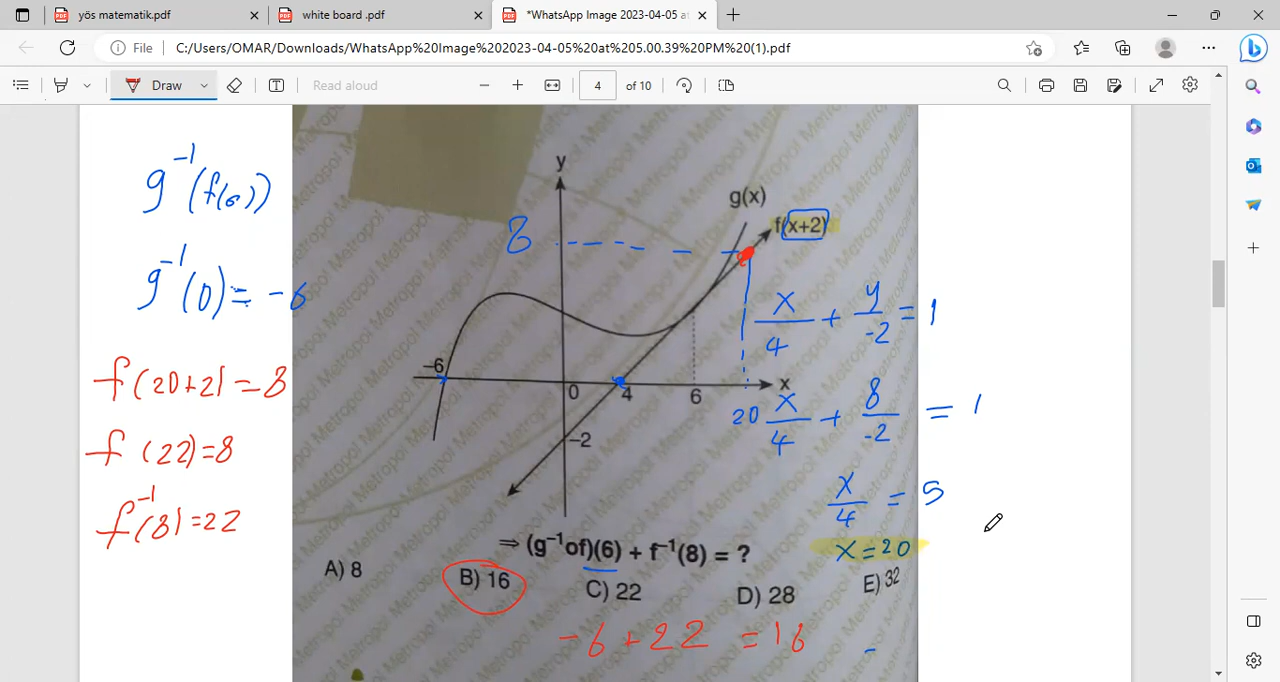 yös matematik.pdf
white board .pdf
*WhatsApp Image 2023-04-05 at
File
C:/Users/OMAR/Downloads/WhatsApp%20Image%202023-04-05%20at%205.00.39%20PM%20(1).pdf
Draw
Read aloud
4
of 10
g⁻¹(f(6))
g⁻¹(0) = -6
f(20+2) = 8
f (22) = 8
f⁻¹(8) = 22
y
g(x)
f(x+2)
8
-6
0
4
6
x
20
-2
x/4 + y/-2 = 1
x/4 + 8/-2 = 1
x/4 = 5
x = 20
⇒ (g⁻¹of)(6) + f⁻¹(8) = ?
A) 8
B) 16
C) 22
D) 28
E) 32
-6 + 22 = 16
Metropol Metropol Metropol Metropol